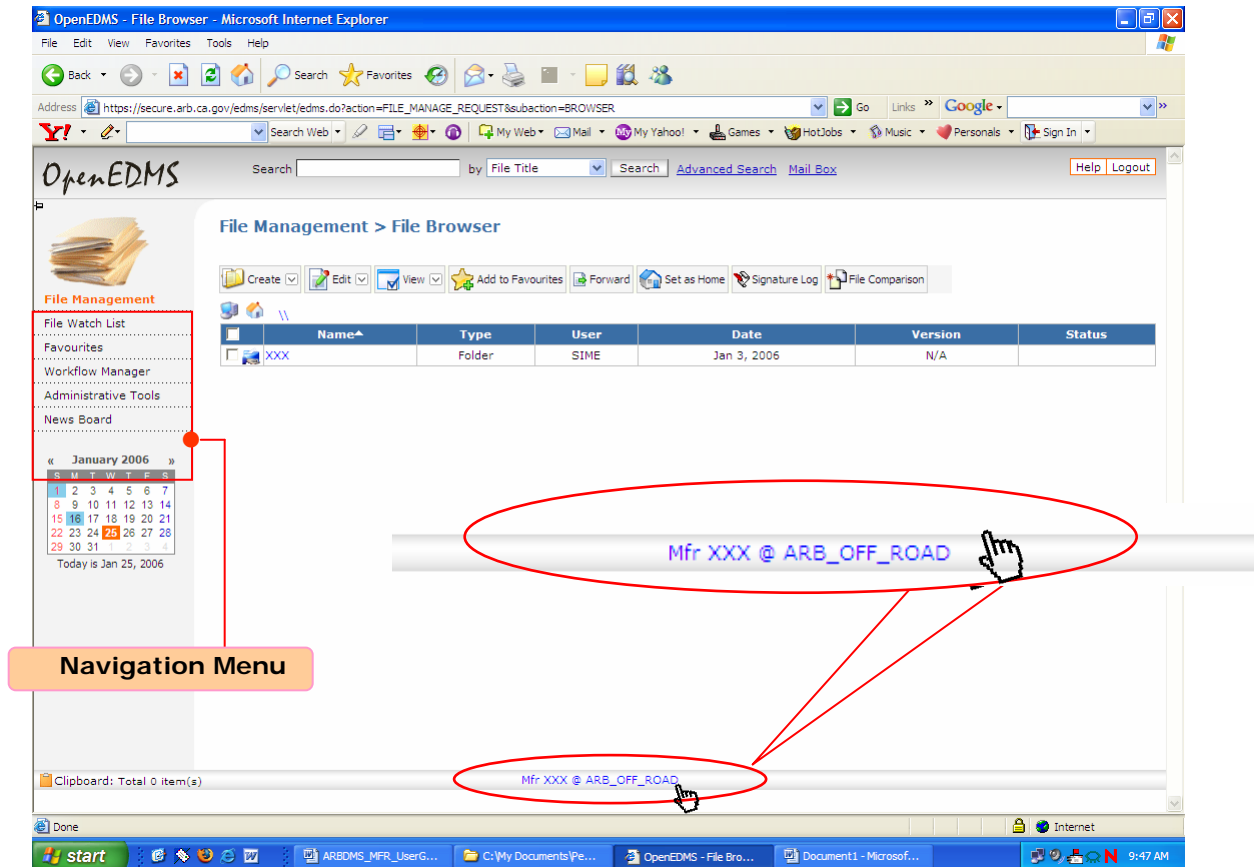 OpenEDMS - File Browser - Microsoft Internet Explorer
File Edit View Favorites Tools Help
Back Search Favorites
Address https://secure.arb.ca.gov/edms/servlet/edms.do?action=FILE_MANAGE_REQUEST&subaction=BROWSER Go Links » Google »
Y! Search Web My Web Mail My Yahoo! Games HotJobs Music Personals Sign In
OpenEDMS Search by File Title Search Advanced Search Mail Box Help Logout
File Management > File Browser
Create Edit View Add to Favourites Forward Set as Home Signature Log File Comparison
File Management
File Watch List
Favourites
Workflow Manager
Administrative Tools
News Board
\\
Name Type User Date Version Status
XXX Folder SIME Jan 3, 2006 N/A
« January 2006 »
S M T W T F S
1 2 3 4 5 6 7
8 9 10 11 12 13 14
15 16 17 18 19 20 21
22 23 24 25 26 27 28
29 30 31 1 2 3 4
Today is Jan 25, 2006
Mfr XXX @ ARB_OFF_ROAD
Navigation Menu
Clipboard: Total 0 item(s) Mfr XXX @ ARB_OFF_ROAD
Done Internet
start ARBDMS_MFR_UserG... C:\My Documents\Pe... OpenEDMS - File Bro... Document1 - Microsof... 9:47 AM